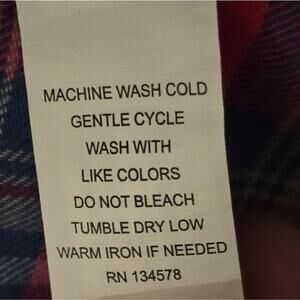 MACHINE WASH COLD
GENTLE CYCLE
WASH WITH
LIKE COLORS
DO NOT BLEACH
TUMBLE DRY LOW
WARM IRON IF NEEDED
RN 134578